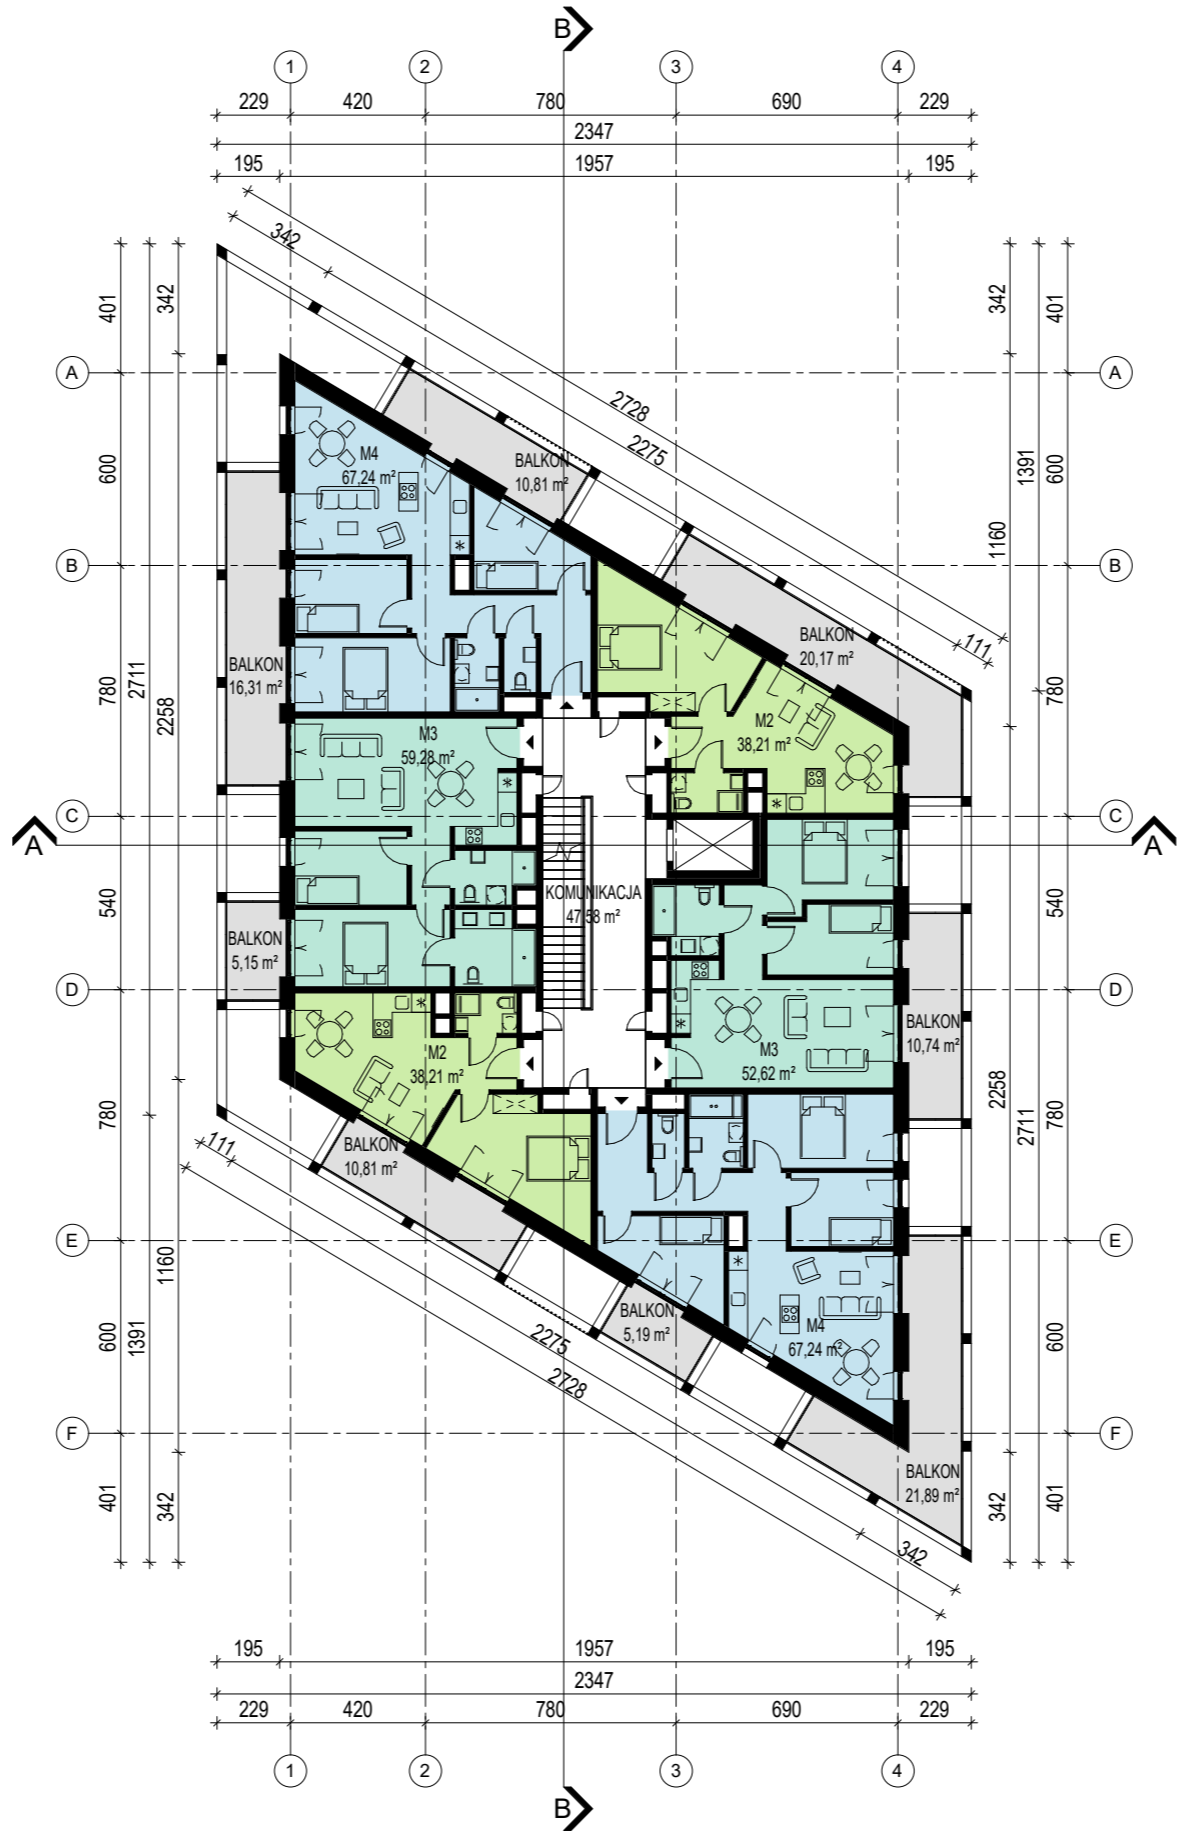 B
1 2 3 4
229 420 780 690 229
2347
195 1957 195
342
2728
2275
111
401 342 342 401
A A
600 1391 600
M4
67,24 m²
BALKON
10,81 m²
1160
B B
780 2711 2258 780
BALKON
16,31 m²
BALKON
20,17 m²
M3
59,28 m²
M2
38,21 m²
C C
A A
540 540
KOMUNIKACJA
47,58 m²
BALKON
5,15 m²
D D
BALKON
10,74 m²
M2
38,21 m²
M3
52,62 m²
780 2258 2711 780
BALKON
10,81 m²
111
E E
1160
600 1391 600
BALKON
5,19 m²
M4
67,24 m²
2275
2728
F F
BALKON
21,89 m²
401 342 342 401
342
195 1957 195
2347
229 420 780 690 229
1 2 3 4
B